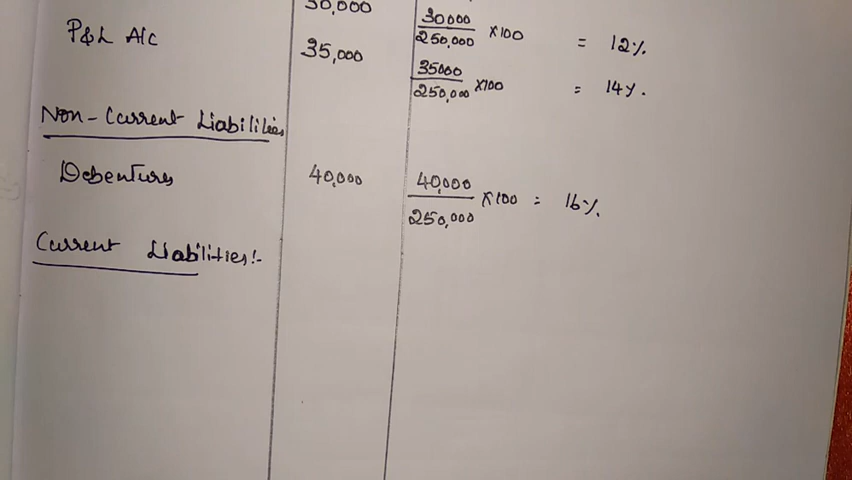 30,000 30000/250,000 ×100 = 12%
P&L A/c 35,000 35000/250,000 ×100 = 14%.
Non-Current Liabilities
Debentures 40,000 40,000/250,000 ×100 = 16%.
Current Liabilities:-